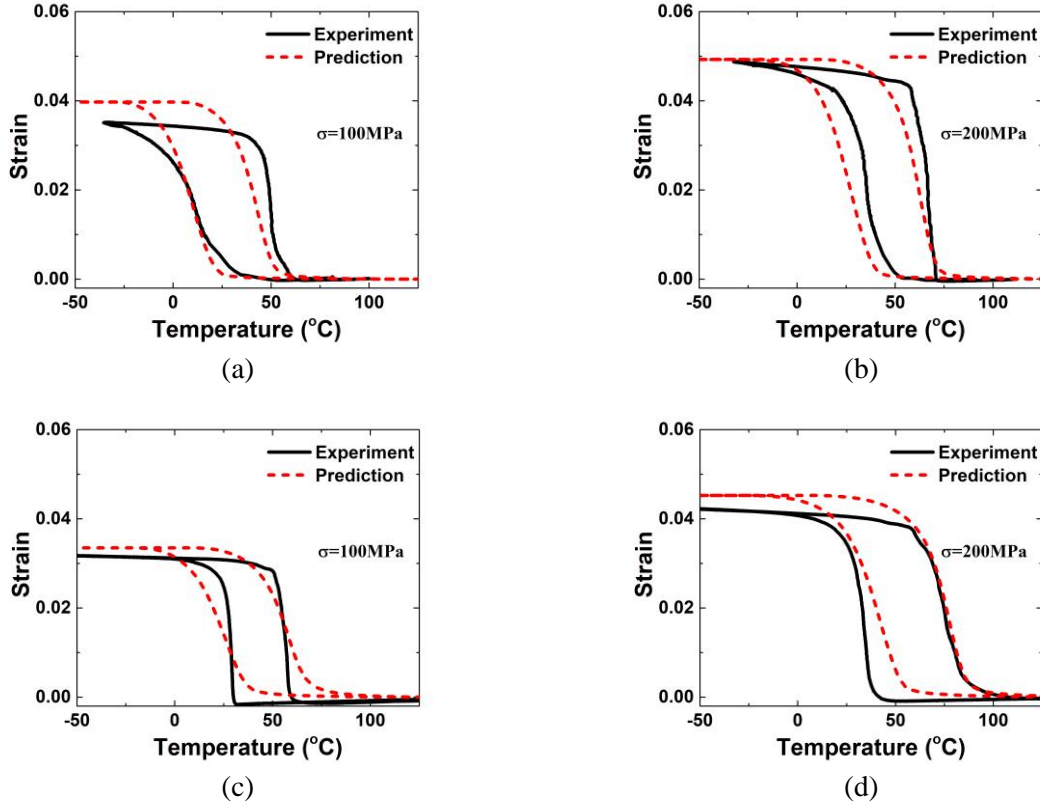 0.06
Experiment
Prediction
0.04
σ=100MPa
Strain
0.02
0.00
-50 0 50 100
Temperature (°C)
(a)
0.06
Experiment
Prediction
0.04
σ=200MPa
Strain
0.02
0.00
-50 0 50 100
Temperature (°C)
(b)
0.06
Experiment
Prediction
0.04
σ=100MPa
Strain
0.02
0.00
-50 0 50 100
Temperature (°C)
(c)
0.06
Experiment
Prediction
0.04
σ=200MPa
Strain
0.02
0.00
-50 0 50 100
Temperature (°C)
(d)